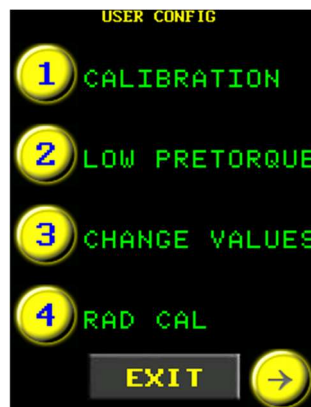 USER CONFIG
1 CALIBRATION
2 LOW PRETORQUE
3 CHANGE VALUES
4 RAD CAL
EXIT